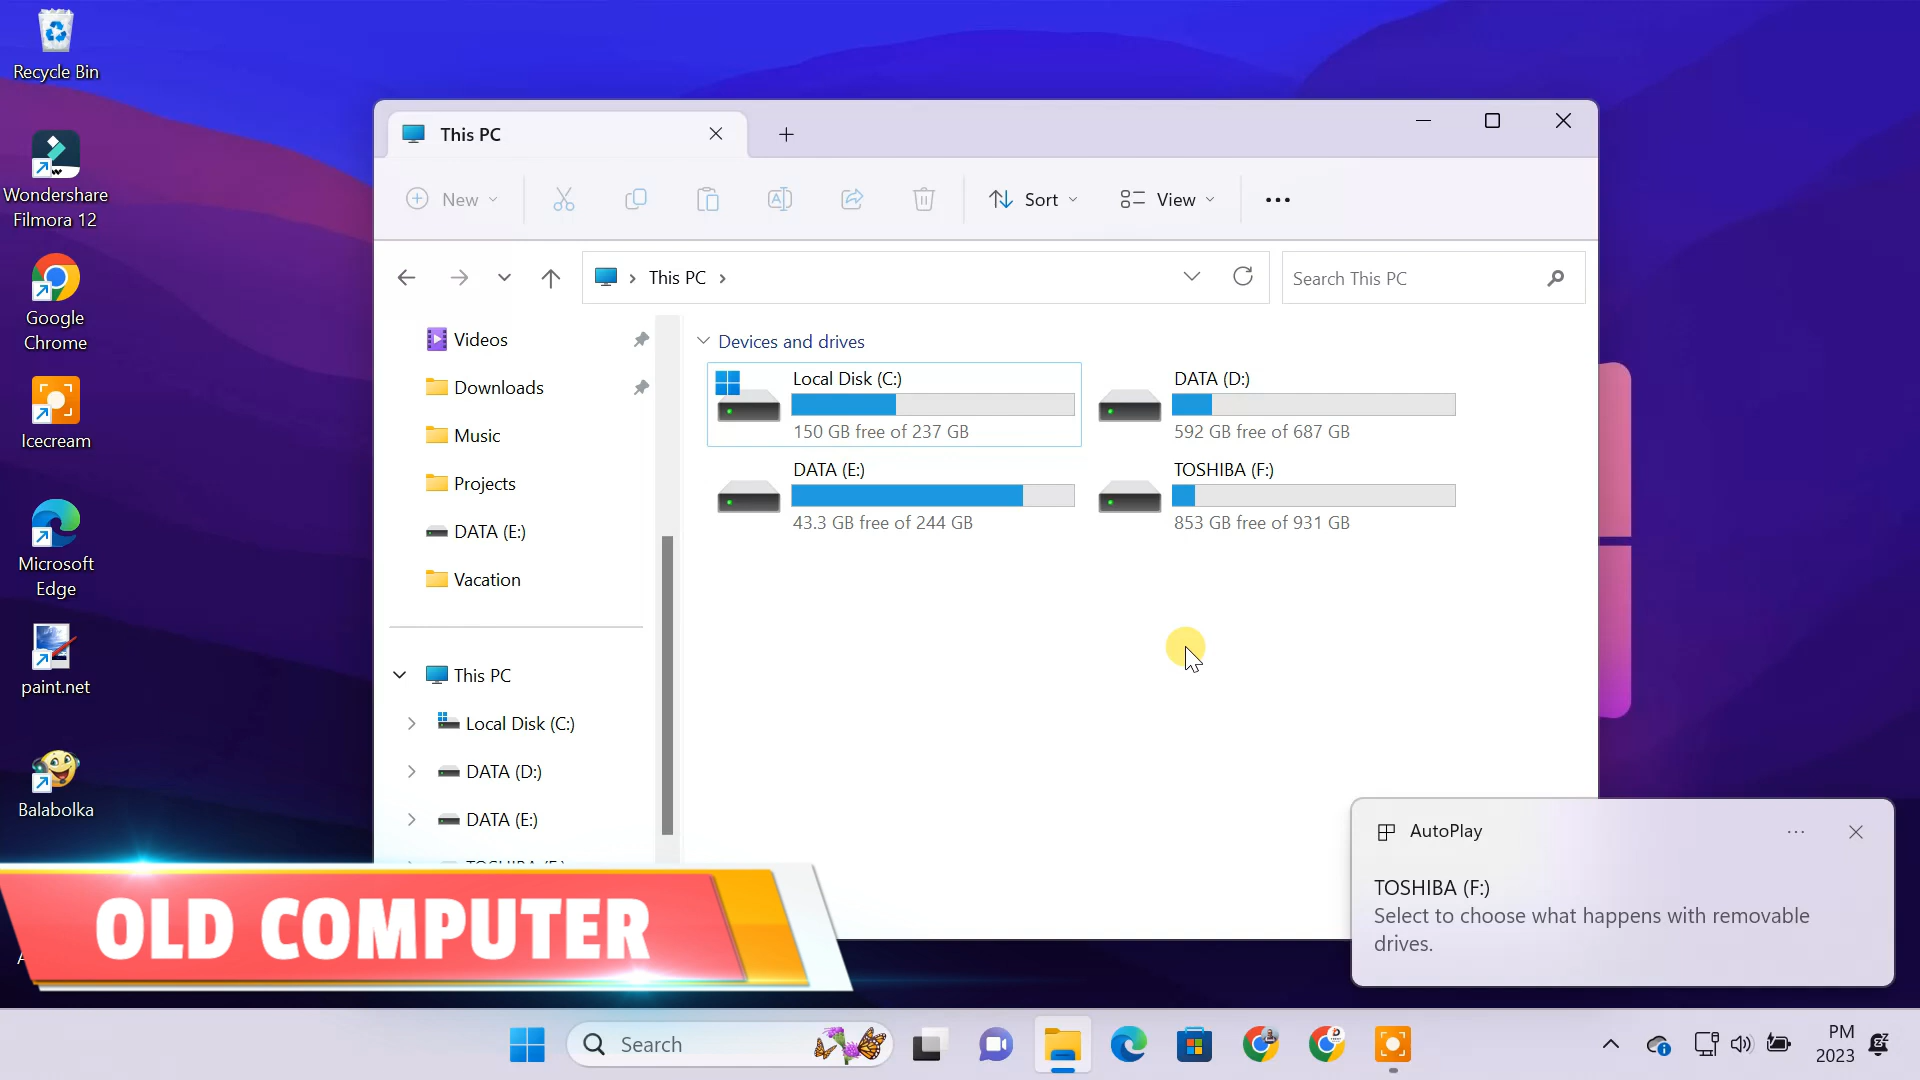 Recycle Bin
Wondershare
Filmora 12
Google
Chrome
Icecream
Microsoft
Edge
paint.net
Balabolka
This PC
New
Sort
View
This PC
Search This PC
Videos
Downloads
Music
Projects
DATA (E:)
Vacation
This PC
Local Disk (C:)
DATA (D:)
DATA (E:)
Devices and drives
Local Disk (C:)
150 GB free of 237 GB
DATA (D:)
592 GB free of 687 GB
DATA (E:)
43.3 GB free of 244 GB
TOSHIBA (F:)
853 GB free of 931 GB
AutoPlay
TOSHIBA (F:)
Select to choose what happens with removable
drives.
OLD COMPUTER
Search
PM
2023